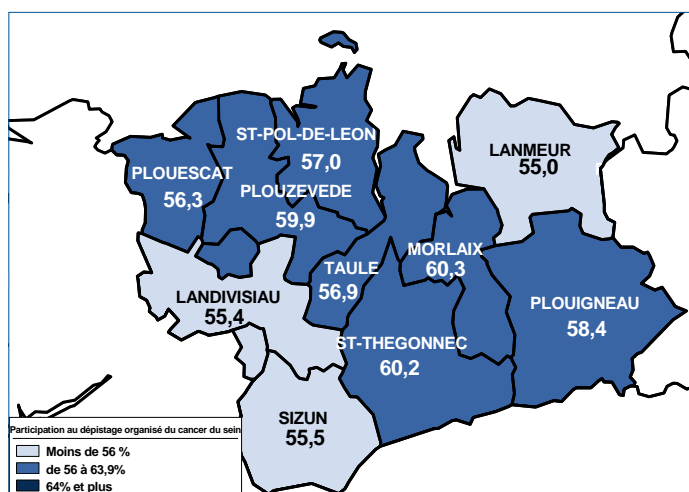 ST-POL-DE-LEON
57,0
LANMEUR
55,0
PLOUESCAT
56,3
PLOUZEVEDE
59,9
MORLAIX
60,3
TAULE
56,9
LANDIVISIAU
55,4
PLOUIGNEAU
58,4
ST-THEGONNEC
60,2
SIZUN
55,5
Participation au dépistage organisé du cancer du sein
Moins de 56 %
de 56 à 63,9%
64% et plus